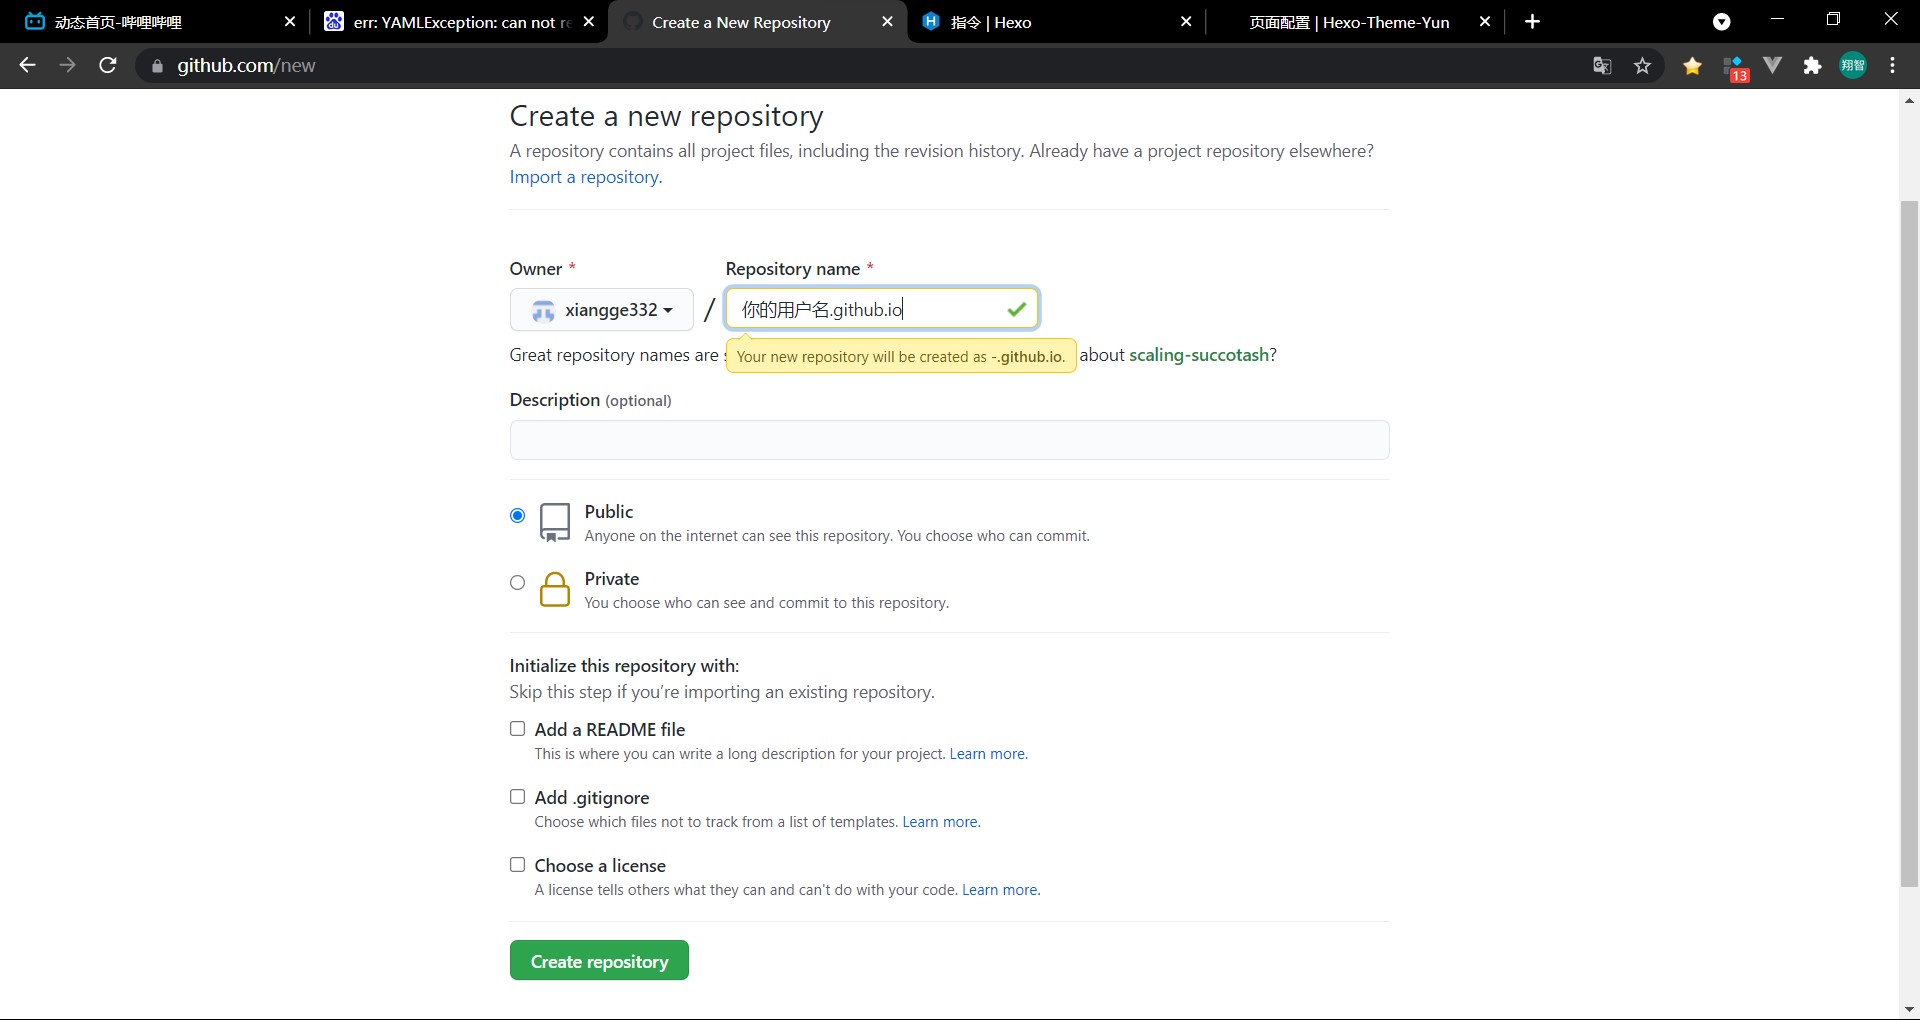 动态首页-哔哩哔哩
err: YAMLException: can not re
Create a New Repository
指令 | Hexo
页面配置 | Hexo-Theme-Yun
github.com/new
13
翔智
Create a new repository
A repository contains all project files, including the revision history. Already have a project repository elsewhere?
Import a repository.
Owner *
Repository name *
xiangge332
/
你的用户名.github.io
Great repository names are
Your new repository will be created as -.github.io.
about scaling-succotash?
Description (optional)
Public
Anyone on the internet can see this repository. You choose who can commit.
Private
You choose who can see and commit to this repository.
Initialize this repository with:
Skip this step if you're importing an existing repository.
Add a README file
This is where you can write a long description for your project. Learn more.
Add .gitignore
Choose which files not to track from a list of templates. Learn more.
Choose a license
A license tells others what they can and can't do with your code. Learn more.
Create repository